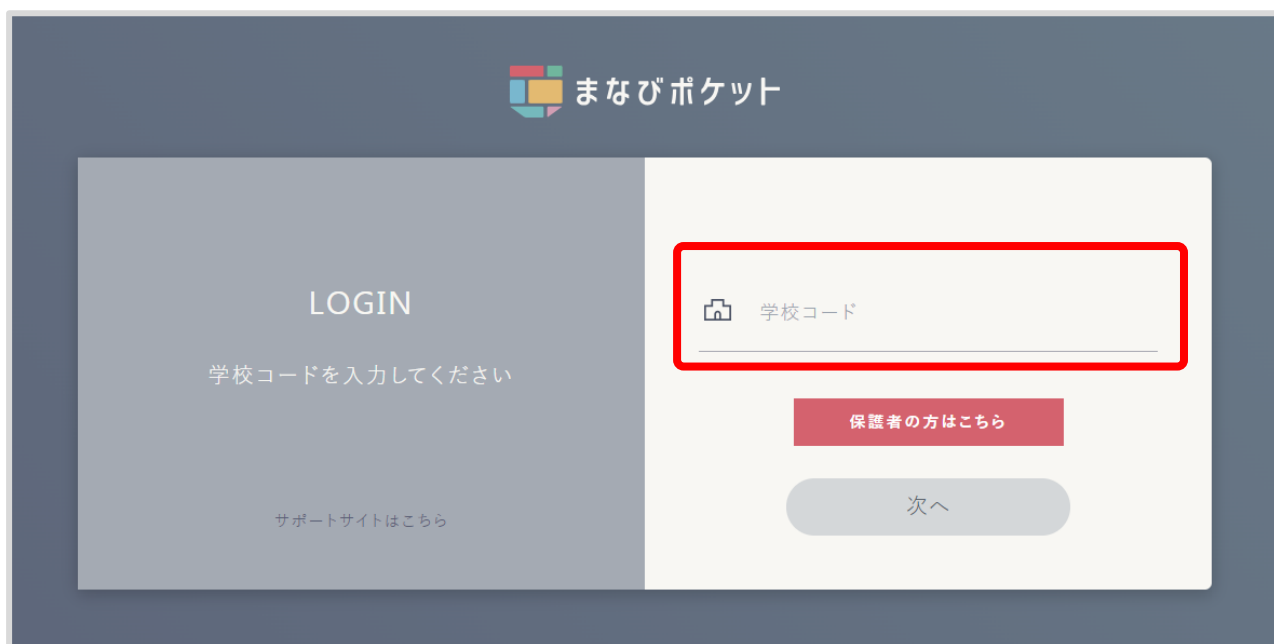 まなびポケット
LOGIN
学校コードを入力してください
サポートサイトはこちら
学校コード
保護者の方はこちら
次へ